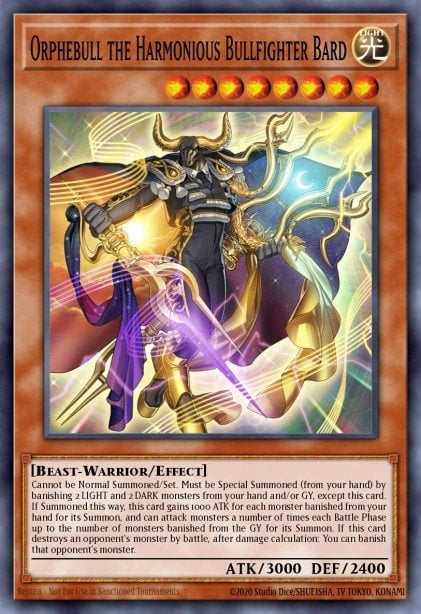 Orphebull the Harmonious Bullfighter Bard
LIGHT
光
[Beast-Warrior/Effect]
Cannot be Normal Summoned/Set. Must be Special Summoned (from your hand) by
banishing 2 LIGHT and 2 DARK monsters from your hand and/or GY, except this card.
If Summoned this way, this card gains 1000 ATK for each monster banished from your
hand for its Summon, and can attack monsters a number of times each Battle Phase
up to the number of monsters banished from the GY for its Summon. If this card
destroys an opponent's monster by battle, after damage calculation: You can banish
that opponent's monster.
ATK/3000 DEF/2400
Replica - Not For Use in Sanctioned Tournaments
©2020 Studio Dice/SHUEISHA, TV TOKYO, KONAMI